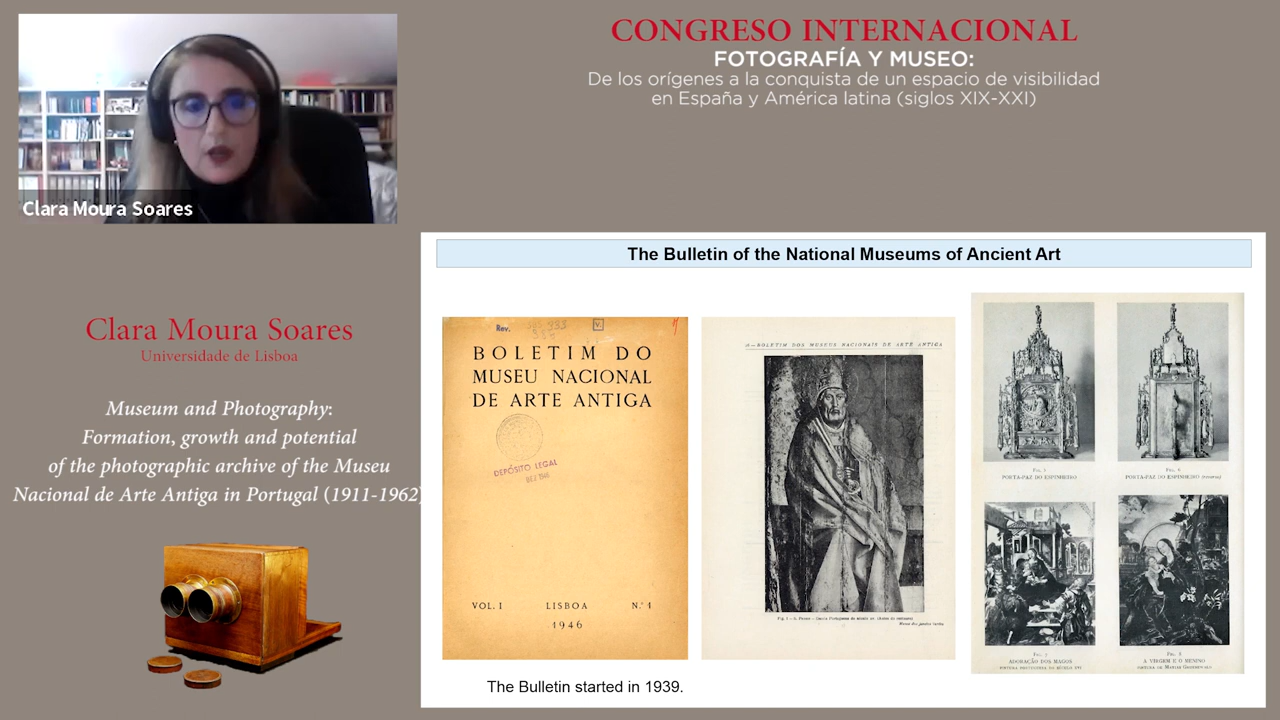 CONGRESO INTERNACIONAL
FOTOGRAFÍA Y MUSEO:
De los orígenes a la conquista de un espacio de visibilidad
en España y América latina (siglos XIX-XXI)
Clara Moura Soares
Clara Moura Soares
Universidade de Lisboa
Museum and Photography:
Formation, growth and potential
of the photographic archive of the Museu
Nacional de Arte Antiga in Portugal (1911-1962)
The Bulletin of the National Museums of Ancient Art
Rev.
V.
BOLETIM DO
MUSEU NACIONAL
DE ARTE ANTIGA
DEPÓSITO LEGAL
VOL. I LISBOA N.º 1
1946
BOLETIM DOS MUSEUS NACIONAIS DE ARTE ANTIGA
PORTA-PAZ DO ESPINHEIRO
PORTA-PAZ DO ESPINHEIRO
ADORAÇÃO DOS MAGOS
A VIRGEM E O MENINO
The Bulletin started in 1939.